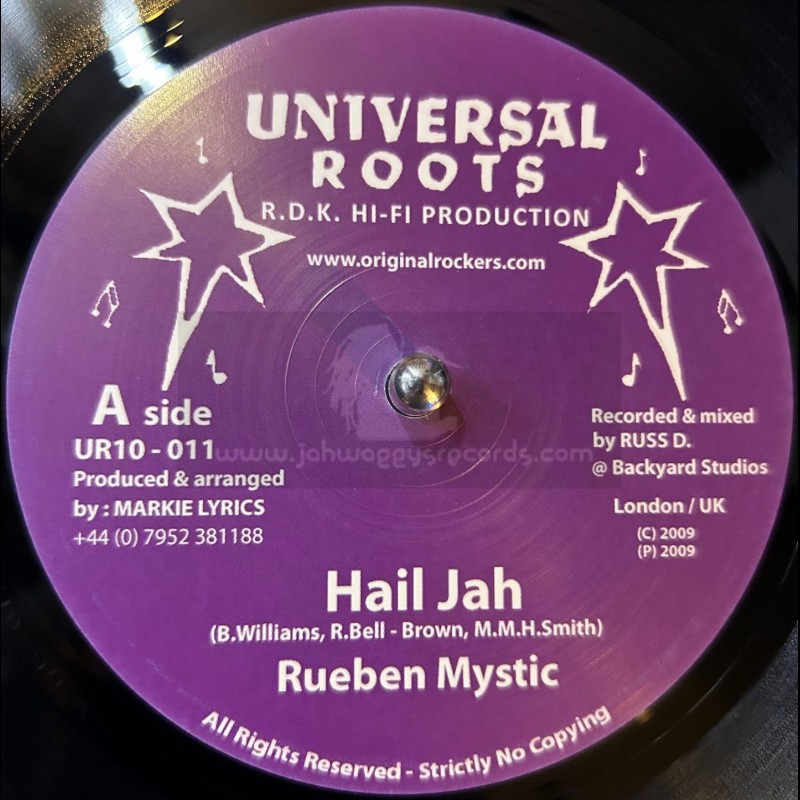 UNIVERSAL
ROOTS
R.D.K. HI-FI PRODUCTION
www.originalrockers.com
A side
UR10 - 011
Produced & arranged
by : MARKIE LYRICS
+44 (0) 7952 381188
Recorded & mixed
by RUSS D.
@ Backyard Studios
London / UK
(C) 2009
(P) 2009
www.jahwaggysrecords.com
Hail Jah
(B.Williams, R.Bell - Brown, M.M.H.Smith)
Rueben Mystic
All Rights Reserved - Strictly No Copying